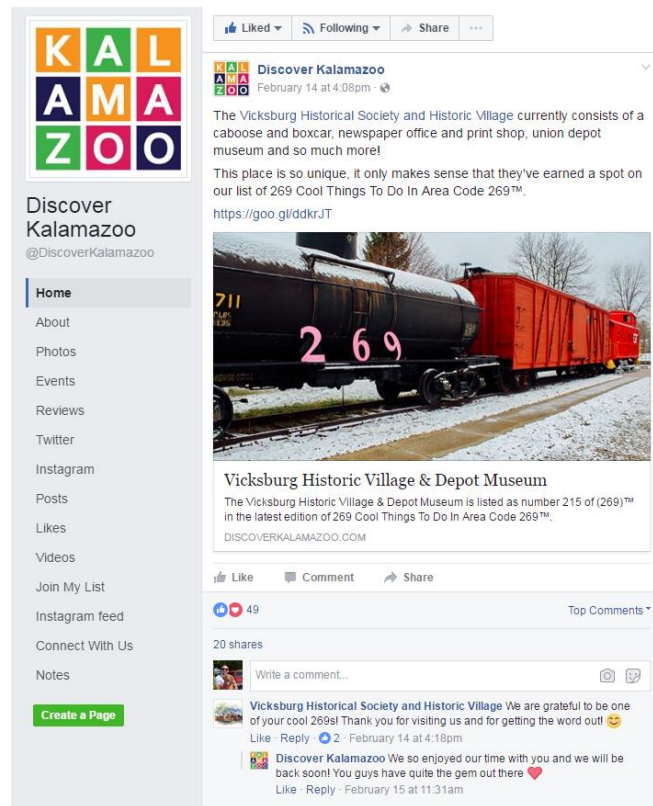 KAL
AMA
ZOO
Discover
Kalamazoo
@DiscoverKalamazoo
Home
About
Photos
Events
Reviews
Twitter
Instagram
Posts
Likes
Videos
Join My List
Instagram feed
Connect With Us
Notes
Create a Page
Liked
Following
Share
KAL
AMA
ZOO
Discover Kalamazoo
February 14 at 4:08pm ·
The Vicksburg Historical Society and Historic Village currently consists of a
caboose and boxcar, newspaper office and print shop, union depot
museum and so much more!
This place is so unique, it only makes sense that they've earned a spot on
our list of 269 Cool Things To Do In Area Code 269™.
https://goo.gl/ddkrJT
711
269
Vicksburg Historic Village & Depot Museum
The Vicksburg Historic Village & Depot Museum is listed as number 215 of (269)™
in the latest edition of 269 Cool Things To Do In Area Code 269™.
DISCOVERKALAMAZOO.COM
Like Comment Share
49
Top Comments
20 shares
Write a comment...
Vicksburg Historical Society and Historic Village We are grateful to be one
of your cool 269s! Thank you for visiting us and for getting the word out! 😊
Like · Reply · 2 · February 14 at 4:18pm
Discover Kalamazoo We so enjoyed our time with you and we will be
back soon! You guys have quite the gem out there ❤
Like · Reply · February 15 at 11:31am